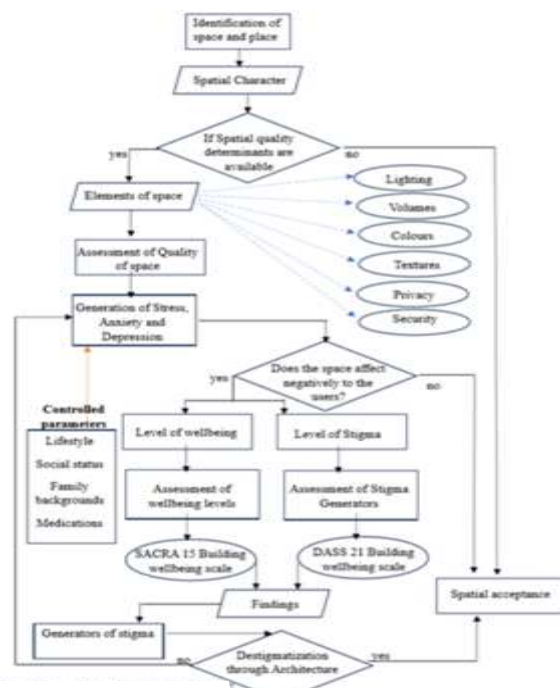 Identification of
space and place
Spatial Character
If Spatial quality
determinants are
available
yes
no
Elements of space
Lighting
Volumes
Colours
Textures
Privacy
Security
Assessment of Quality
of space
Generation of Stress,
Anxiety and
Depression
Does the space affect
negatively to the
users?
yes
no
Controlled
parameters
Lifestyle
Social status
Family
backgrounds
Medications
Level of wellbeing
Level of Stigma
Assessment of
wellbeing levels
Assessment of Stigma
Generators
SACRA 15 Building
wellbeing scale
DASS 21 Building
wellbeing scale
Findings
Spatial acceptance
Generators of stigma
Destigmatization
through Architecture
no
yes